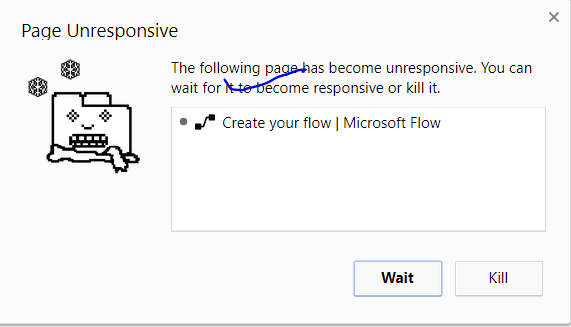 Page Unresponsive
The following page has become unresponsive. You can
wait for it to become responsive or kill it.
Create your flow | Microsoft Flow
Wait Kill